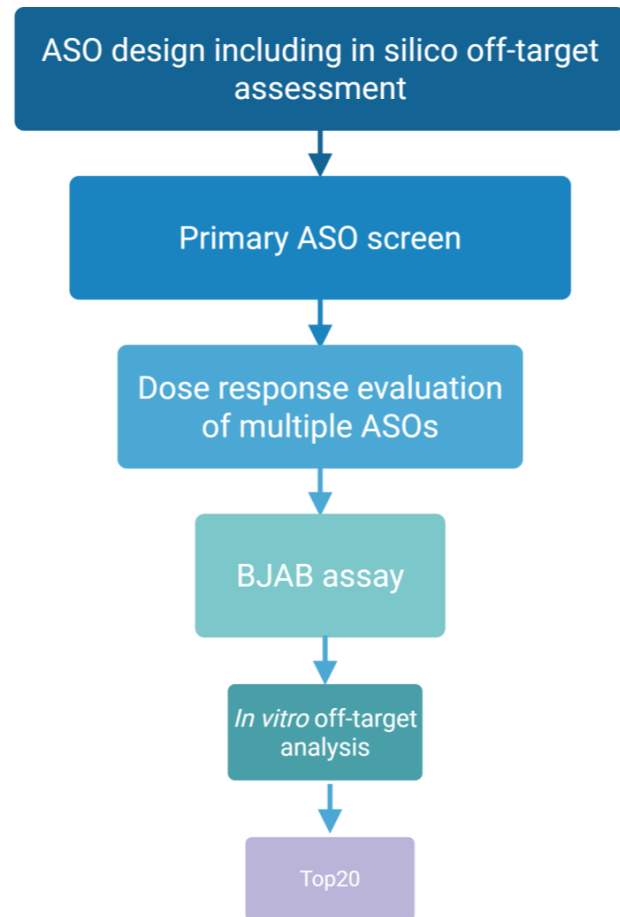 ASO design including in silico off-target
assessment
Primary ASO screen
Dose response evaluation
of multiple ASOs
BJAB assay
In vitro off-target
analysis
Top20